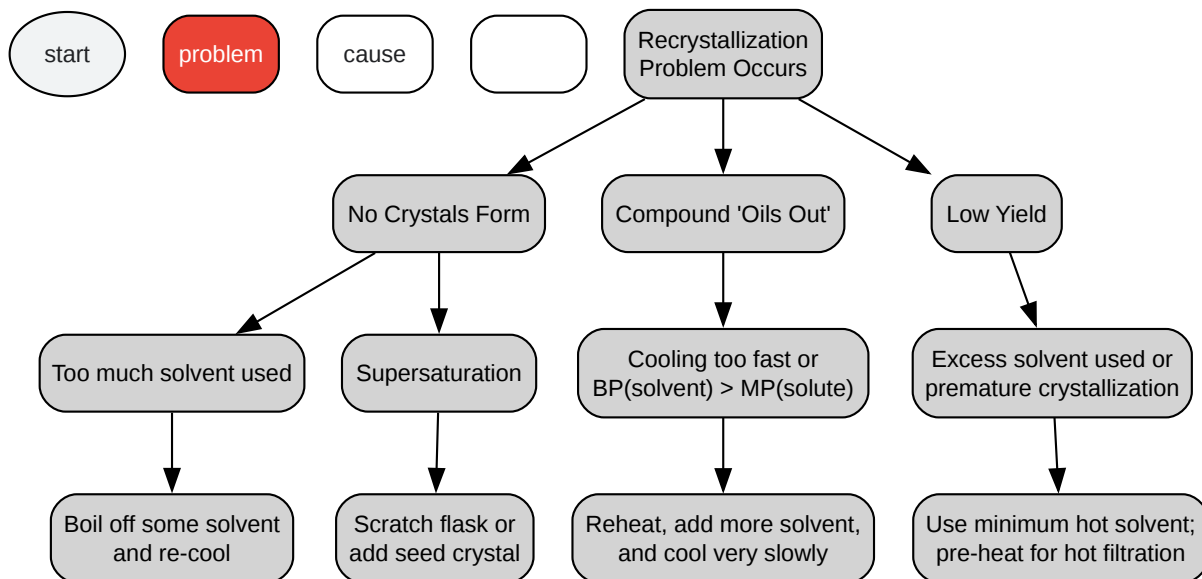 start
problem
cause
Recrystallization
Problem Occurs
No Crystals Form
Compound 'Oils Out'
Low Yield
Too much solvent used
Supersaturation
Cooling too fast or
BP(solvent) > MP(solute)
Excess solvent used or
premature crystallization
Boil off some solvent
and re-cool
Scratch flask or
add seed crystal
Reheat, add more solvent,
and cool very slowly
Use minimum hot solvent;
pre-heat for hot filtration